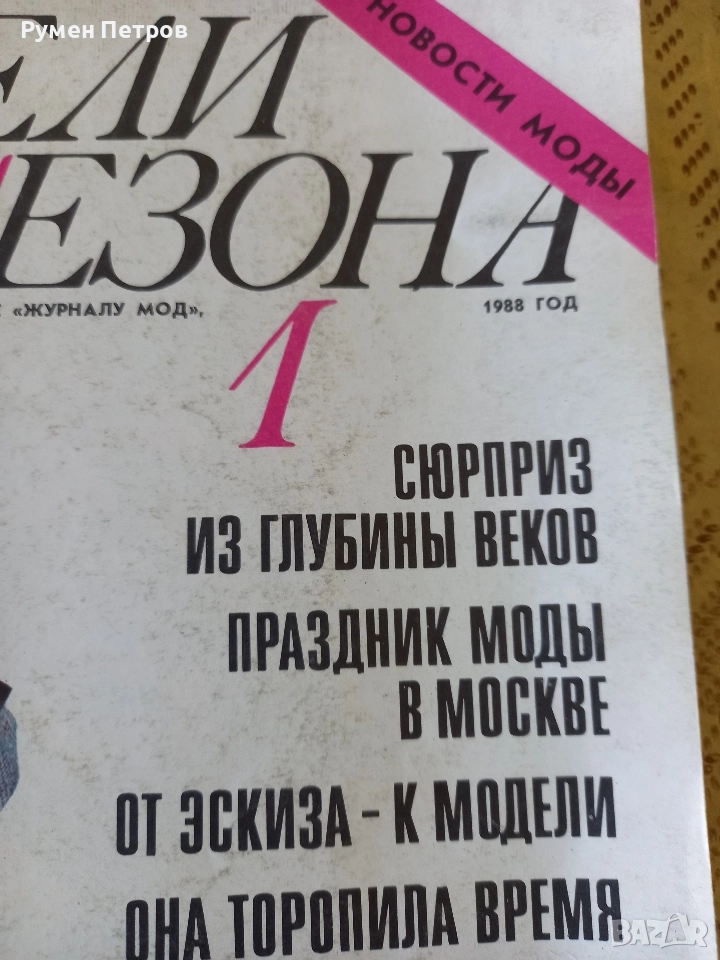 Румен Петров
НОВОСТИ МОДЫ
ЕЛИ
ЕЗОНА
«ЖУРНАЛУ МОД»,
1988 ГОД
1
СЮРПРИЗ
ИЗ ГЛУБИНЫ ВЕКОВ
ПРАЗДНИК МОДЫ
В МОСКВЕ
ОТ ЭСКИЗА - К МОДЕЛИ
ОНА ТОРОПИЛА ВРЕМЯ
BAZAR